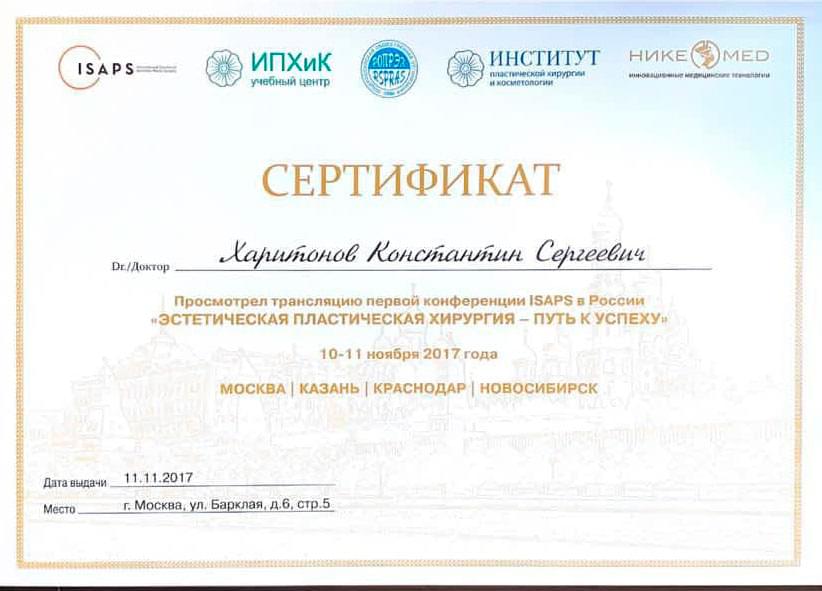 ISAPS
ИПХиК
учебный центр
РОПРЭХ
RSPRAS
ИНСТИТУТ
пластической хирургии
и косметологии
НИКЕ MED
ИННОВАЦИОННЫЕ МЕДИЦИНСКИЕ ТЕХНОЛОГИИ
СЕРТИФИКАТ
Dr./Доктор Харитонов Константин Сергеевич
Просмотрел трансляцию первой конференции ISAPS в России
«ЭСТЕТИЧЕСКАЯ ПЛАСТИЧЕСКАЯ ХИРУРГИЯ – ПУТЬ К УСПЕХУ»
10-11 ноября 2017 года
МОСКВА | КАЗАНЬ | КРАСНОДАР | НОВОСИБИРСК
Дата выдачи 11.11.2017
Место г. Москва, ул. Барклая, д.6, стр.5